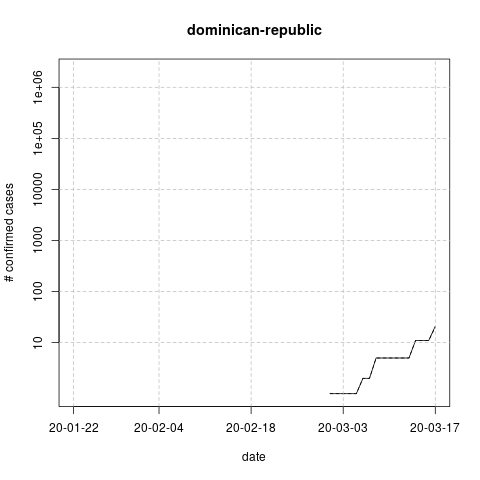 dominican-republic
# confirmed cases
1e+06
1e+05
10000
1000
100
10
20-01-22 20-02-04 20-02-18 20-03-03 20-03-17
date